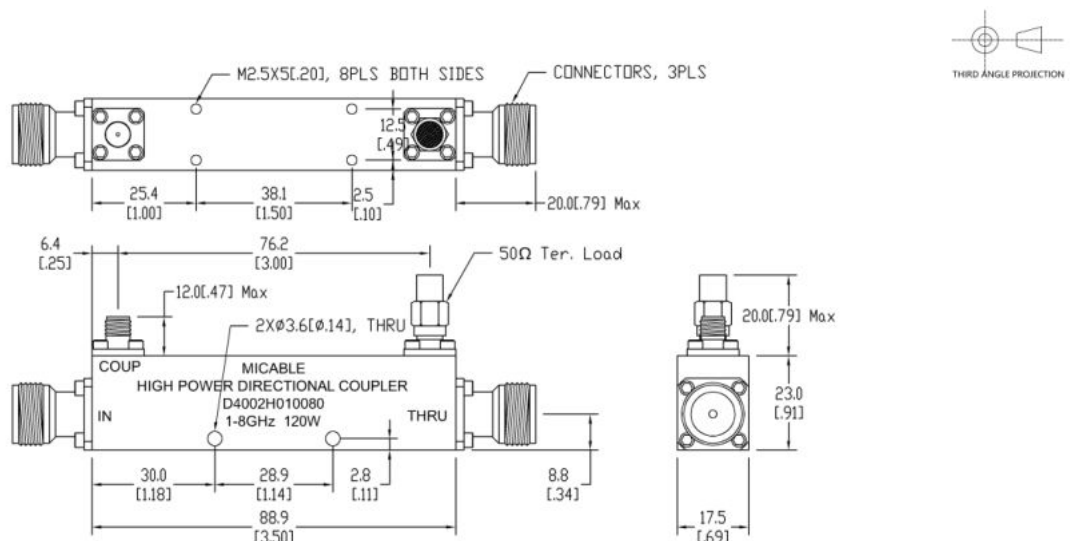 THIRD ANGLE PROJECTION
M2.5X5[.20], 8PLS BOTH SIDES
CONNECTORS, 3PLS
12.5
[.49]
25.4
[1.00]
38.1
[1.50]
2.5
[.10]
20.0[.79] Max
6.4
[.25]
76.2
[3.00]
50Ω Ter. Load
12.0[.47] Max
2XØ3.6[Ø.14], THRU
20.0[.79] Max
COUP
MICABLE
HIGH POWER DIRECTIONAL COUPLER
D4002H010080
1-8GHz 120W
IN
THRU
23.0
[.91]
30.0
[1.18]
28.9
[1.14]
2.8
[.11]
8.8
[.34]
88.9
[3.50]
17.5
[.69]